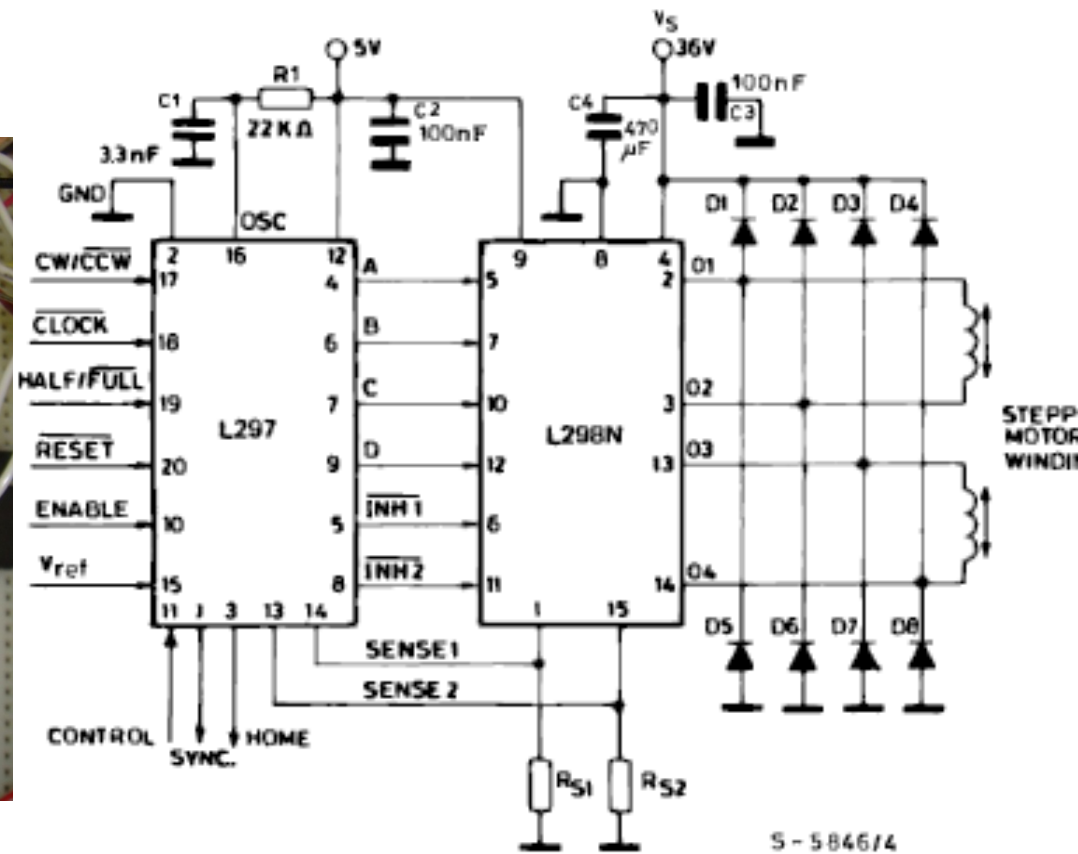 Vs
5V
36V
R1
C1
22KΩ
3.3nF
C2
100nF
C4
470
µF
100nF
C3
GND
OSC
2
16
12
9
8
4
D1
D2
D3
D4
CW/CCW
17
4
A
5
2
O1
CLOCK
18
6
B
7
HALF/FULL
19
7
C
10
3
O2
L297
L298N
STEPP
MOTOR
WINDIN
RESET
20
9
D
12
13
O3
ENABLE
10
5
INH1
6
Vref
15
8
INH2
11
14
O4
11
1
3
13
14
1
15
D5
D6
D7
D8
SENSE 1
SENSE 2
CONTROL
SYNC.
HOME
RS1
RS2
S-5846/4